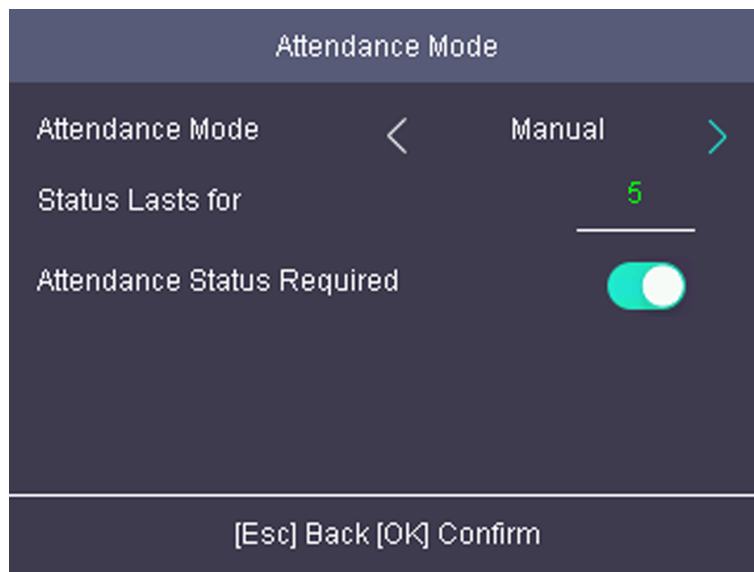 Attendance Mode
Attendance Mode < Manual >
Status Lasts for 5
Attendance Status Required
[Esc] Back [OK] Confirm